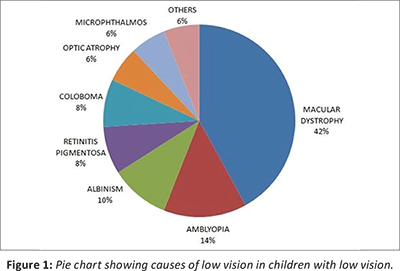 OTHERS
6%
MICROPHTHALMOS
6%
OPTIC ATROPHY
6%
COLOBOMA
8%
RETINITIS
PIGMENTOSA
8%
ALBINISM
10%
AMBLYOPIA
14%
MACULAR
DYSTROPHY
42%
Figure 1: Pie chart showing causes of low vision in children with low vision.